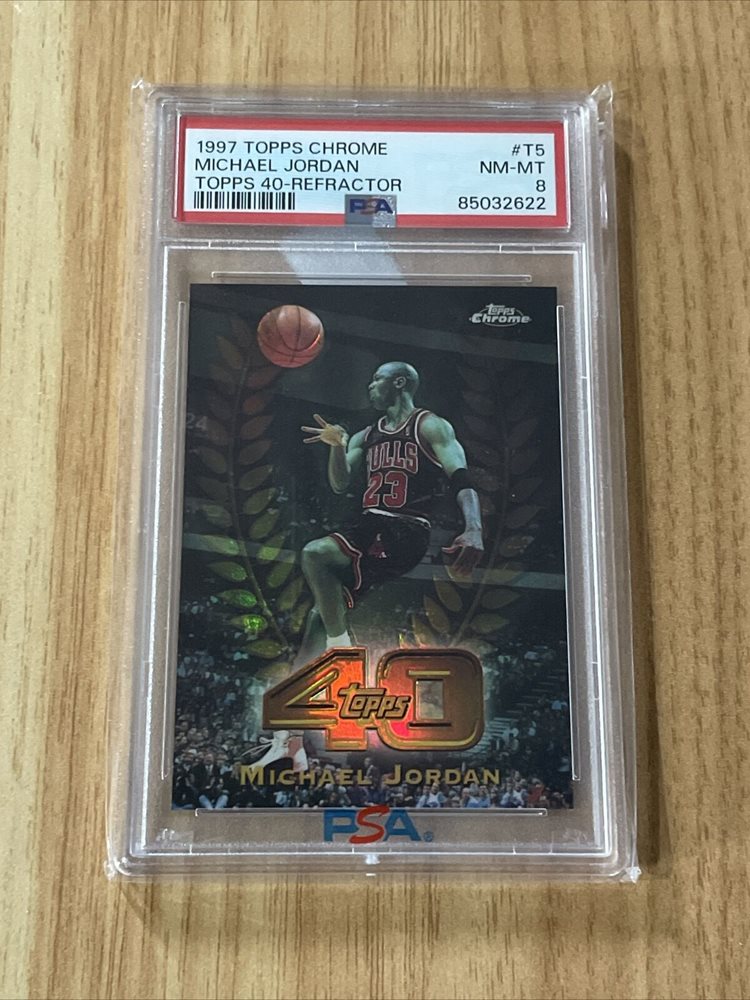 1997 TOPPS CHROME #T5
MICHAEL JORDAN NM-MT
TOPPS 40-REFRACTOR 8
PSA 85032622
Topps
Chrome
24
BULLS
23
40
Topps
MICHAEL JORDAN
PSA®